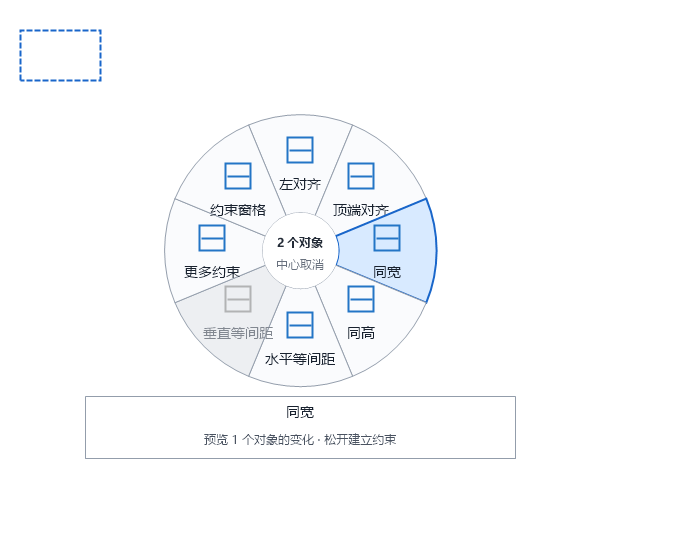 左对齐
约束窗格
顶端对齐
2 个对象
中心取消
更多约束
同宽
垂直等间距
同高
水平等间距
同宽
预览 1 个对象的变化 · 松开建立约束